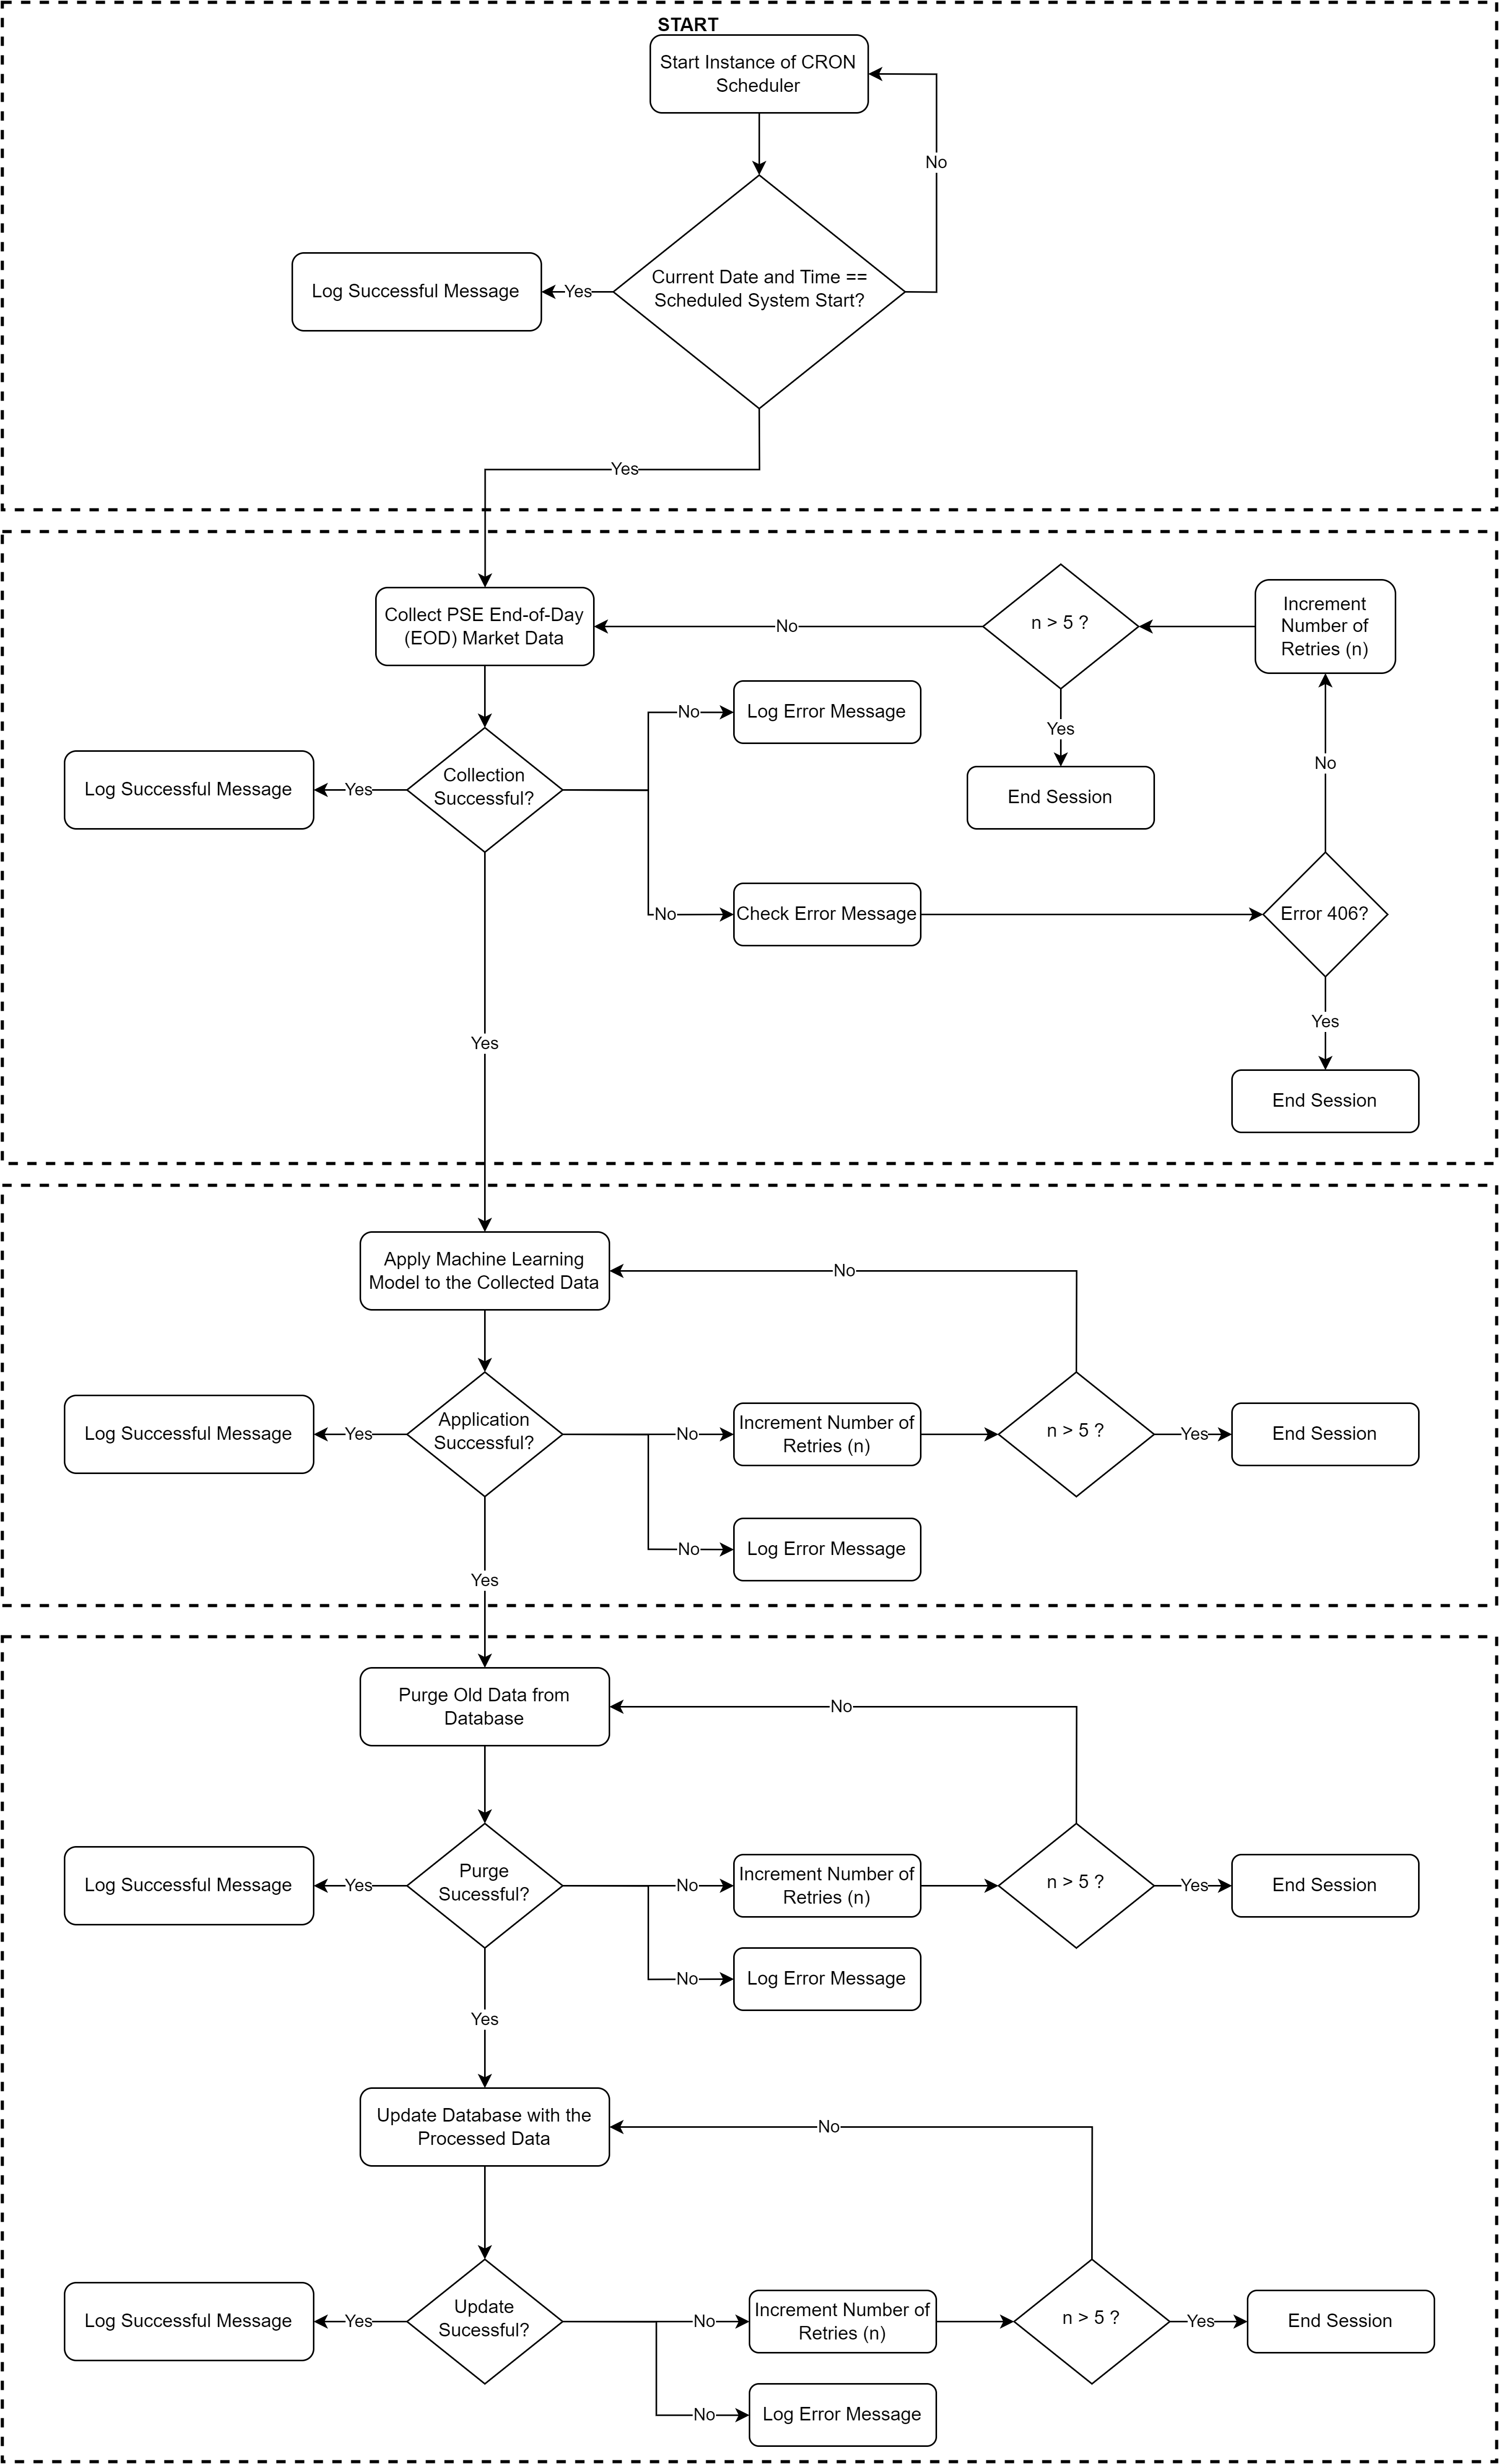 START
Start Instance of CRON
Scheduler
No
Current Date and Time ==
Scheduled System Start?
Yes
Log Successful Message
Yes
Collect PSE End-of-Day
(EOD) Market Data
No
n > 5 ?
Increment
Number of
Retries (n)
No
Log Error Message
Yes
End Session
No
Log Successful Message
Yes
Collection
Successful?
No
Check Error Message
Error 406?
Yes
Yes
End Session
Apply Machine Learning
Model to the Collected Data
No
Log Successful Message
Yes
Application
Successful?
No
Increment Number of
Retries (n)
n > 5 ?
Yes
End Session
No
Log Error Message
Yes
Purge Old Data from
Database
No
Log Successful Message
Yes
Purge
Sucessful?
No
Increment Number of
Retries (n)
n > 5 ?
Yes
End Session
No
Log Error Message
Yes
Update Database with the
Processed Data
No
Log Successful Message
Yes
Update
Sucessful?
No
Increment Number of
Retries (n)
n > 5 ?
Yes
End Session
No
Log Error Message